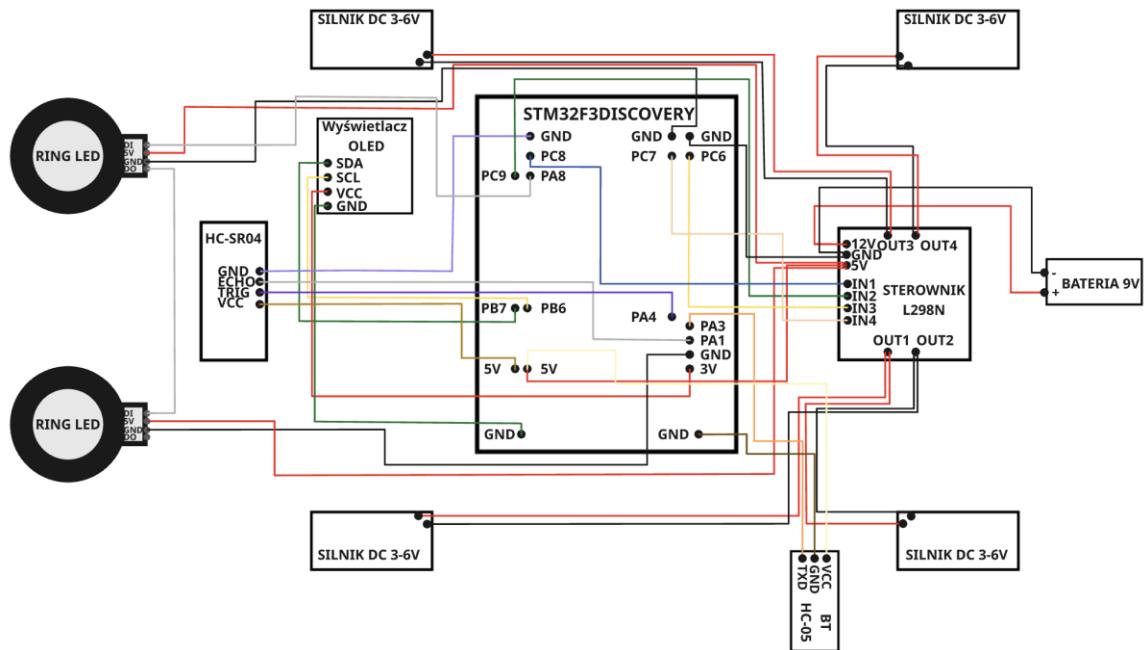 SILNIK DC 3-6V
SILNIK DC 3-6V
RING LED
DI
5V
GND
DO
Wyświetlacz
OLED
SDA
SCL
VCC
GND
STM32F3DISCOVERY
GND
GND
GND
PC8
PC7
PC6
PC9
PA8
HC-SR04
GND
ECHO
TRIG
VCC
PB7
PB6
PA4
PA3
PA1
GND
5V
5V
3V
GND
GND
12V
OUT3
OUT4
GND
5V
IN1
IN2
IN3
IN4
STEROWNIK
L298N
OUT1
OUT2
-
BATERIA 9V
+
RING LED
DI
5V
GND
DO
SILNIK DC 3-6V
SILNIK DC 3-6V
VCC
GND
TXD
BT
HC-05